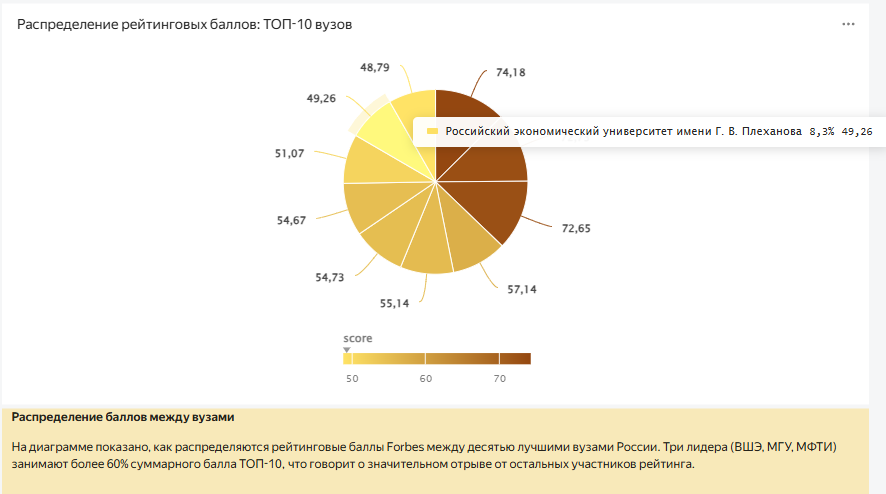 Распределение рейтинговых баллов: ТОП-10 вузов
48,79
74,18
49,26
Российский экономический университет имени Г. В. Плеханова 8,3% 49,26
51,07
54,67
72,65
54,73
57,14
55,14
score
50 60 70
Распределение баллов между вузами
На диаграмме показано, как распределяются рейтинговые баллы Forbes между десятью лучшими вузами России. Три лидера (ВШЭ, МГУ, МФТИ)
занимают более 60% суммарного балла ТОП-10, что говорит о значительном отрыве от остальных участников рейтинга.